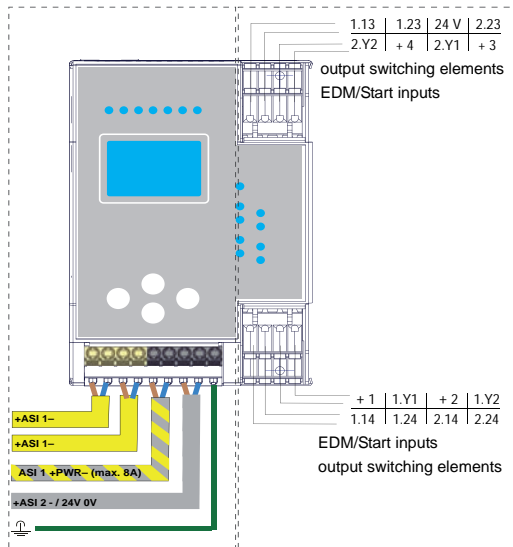 1.13 | 1.23 | 24 V | 2.23
2.Y2 | + 4 | 2.Y1 | + 3
output switching elements
EDM/Start inputs
+ 1 | 1.Y1 | + 2 | 1.Y2
1.14 | 1.24 | 2.14 | 2.24
EDM/Start inputs
output switching elements
+ASI 1–
+ASI 1–
ASI 1 +PWR– (max. 8A)
+ASI 2 - / 24V 0V